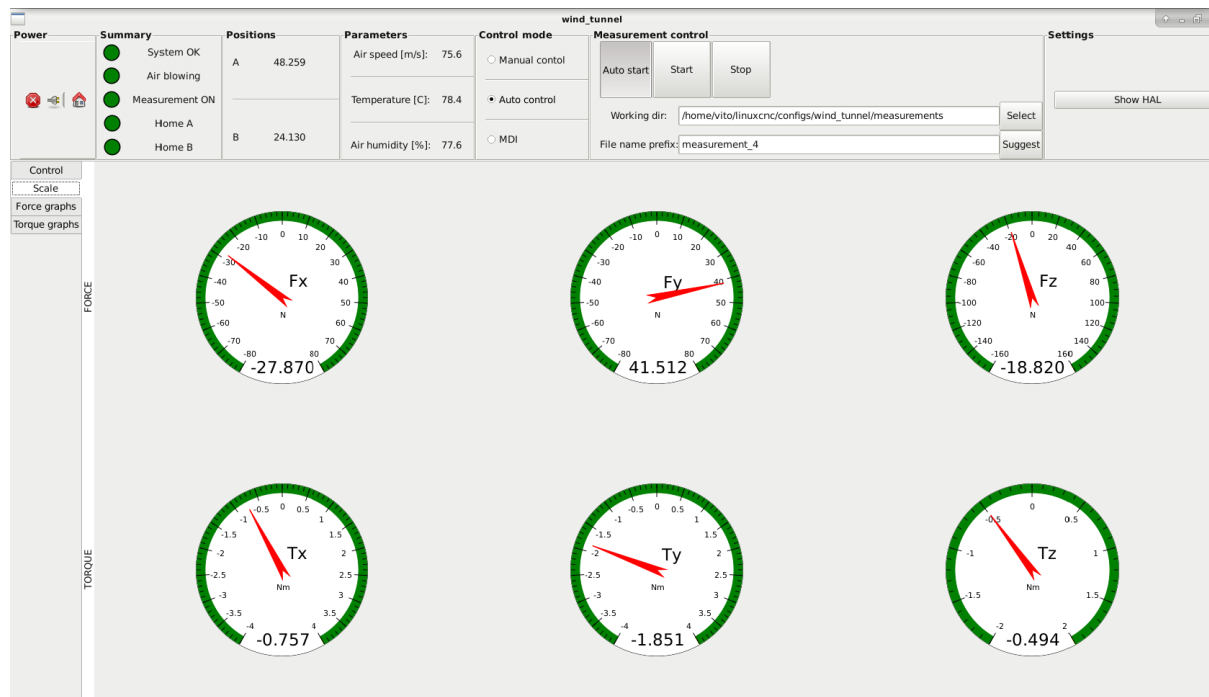 wind_tunnel
Power
Summary
System OK
Air blowing
Measurement ON
Home A
Home B
Positions
A 48.259
B 24.130
Parameters
Air speed [m/s]: 75.6
Temperature [C]: 78.4
Air humidity [%]: 77.6
Control mode
Manual contol
Auto control
MDI
Measurement control
Auto start Start Stop
Working dir: /home/vito/linuxcnc/configs/wind_tunnel/measurements Select
File name prefix: measurement_4 Suggest
Settings
Show HAL
Control
Scale
Force graphs
Torque graphs
FORCE
-10 0 10
-20 20
-30 30
-40 Fx 40
-50 50
N
-60 60
-70 70
-80 80
-27.870
-10 0 10
-20 20
-30 30
-40 Fy 40
-50 50
N
-60 60
-70 70
-80 80
41.512
-20 0 20
-40 40
-60 60
-80 Fz 80
-100 100
N
-120 120
-140 140
-160 160
-18.820
TORQUE
-0.5 0 0.5
-1 1
-1.5 1.5
-2 Tx 2
-2.5 2.5
Nm
-3 3
-3.5 3.5
-4 4
-0.757
-0.5 0 0.5
-1 1
-1.5 1.5
-2 Ty 2
-2.5 2.5
Nm
-3 3
-3.5 3.5
-4 4
-1.851
0
-0.5 0.5
-1 Tz 1
Nm
-1.5 1.5
-2 2
-0.494